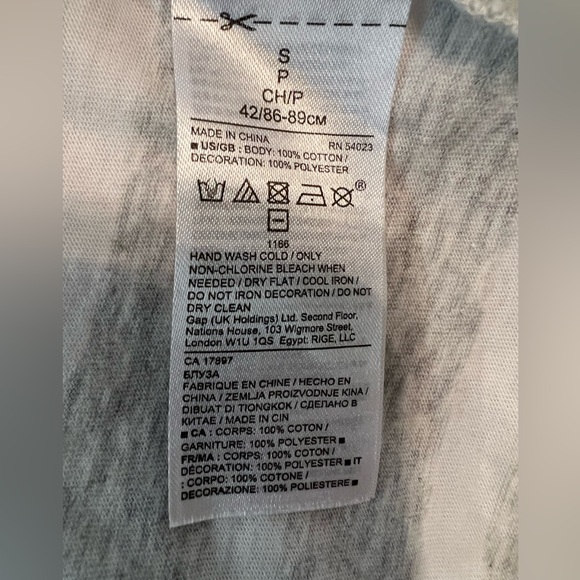 S
P
CH/P
42/86-89CM
MADE IN CHINA RN 54023
■ US/GB : BODY: 100% COTTON /
DECORATION: 100% POLYESTER
®
1166
HAND WASH COLD / ONLY
NON-CHLORINE BLEACH WHEN
NEEDED / DRY FLAT / COOL IRON /
DO NOT IRON DECORATION / DO NOT
DRY CLEAN
Gap (UK Holdings) Ltd. Second Floor,
Nations House, 103 Wigmore Street,
London W1U 1QS Egypt: RIGE, LLC
CA 17897
БЛУЗА
FABRIQUE EN CHINE / HECHO EN
CHINA / ZEMLJA PROIZVODNJE KINA /
DIBUAT DI TIONGKOK / СДЕЛАНО В
КИТАЕ / MADE IN CIN
■ CA : CORPS: 100% COTON /
GARNITURE: 100% POLYESTER ■
FR/MA : CORPS: 100% COTON /
DÉCORATION: 100% POLYESTER ■ IT
: CORPO: 100% COTONE /
DECORAZIONE: 100% POLIESTERE ■